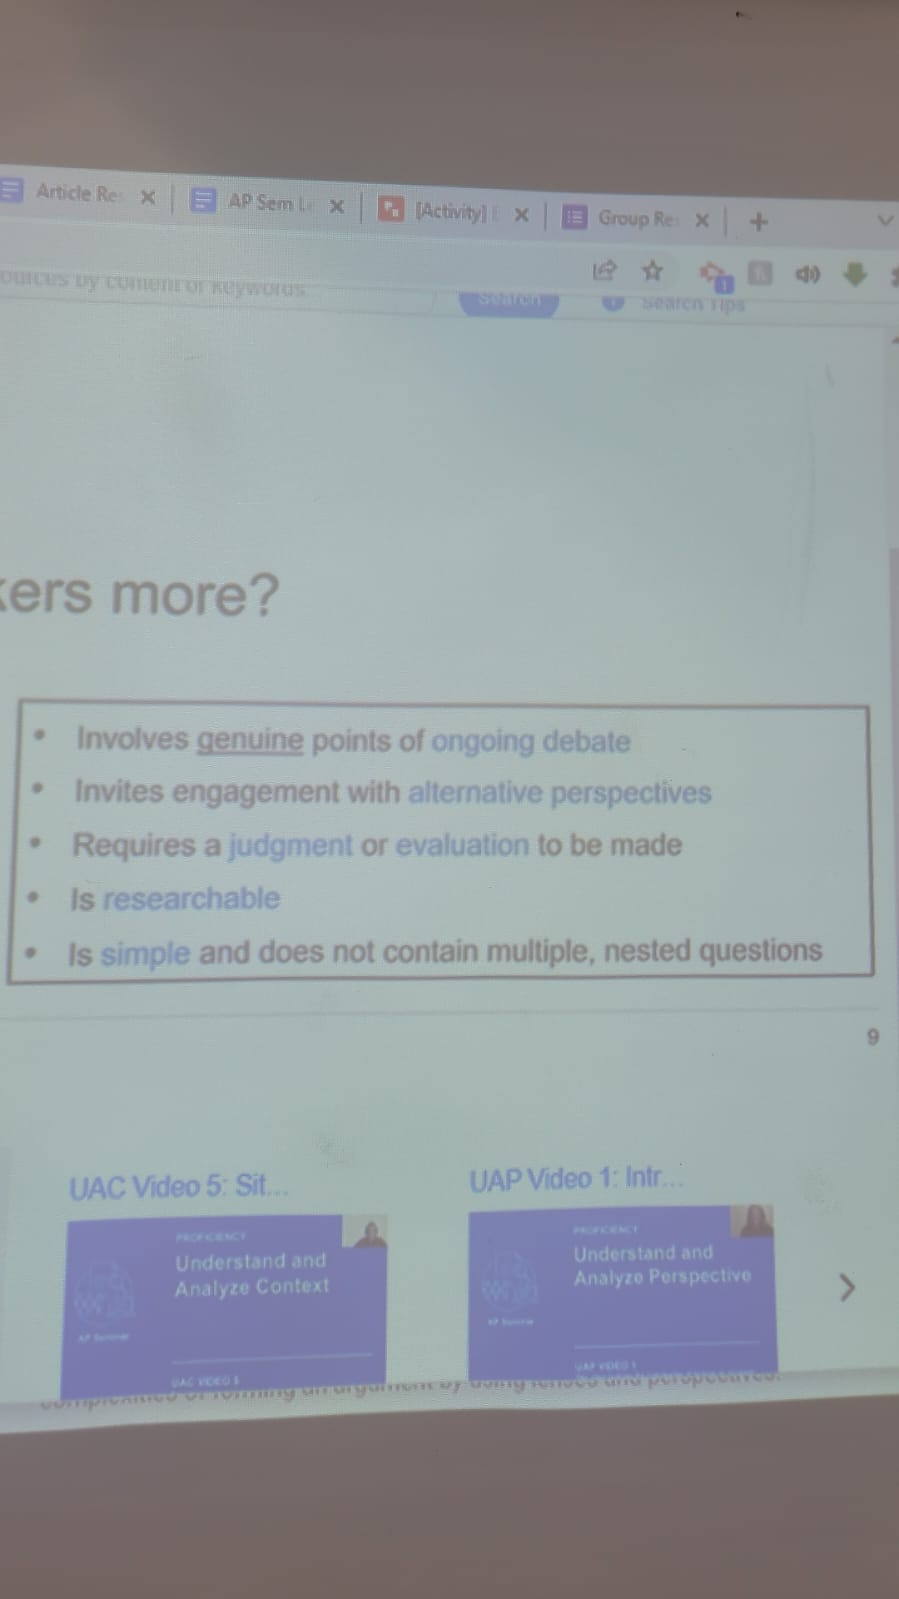 Article Re
AP Sem Le
[Activity] E
Group Re
ources by content or keywords
Search
Search Tips
kers more?
• Involves genuine points of ongoing debate
• Invites engagement with alternative perspectives
• Requires a judgment or evaluation to be made
• Is researchable
• Is simple and does not contain multiple, nested questions
9
UAC Video 5: Sit...
UAP Video 1: Intr...
PROFICIENCY
Understand and
Analyze Context
AP Seminar
UAC VIDEO 5
PROFICIENCY
Understand and
Analyze Perspective
AP Seminar
UAP VIDEO 1
complexities of forming an argument by using lenses and perspectives.